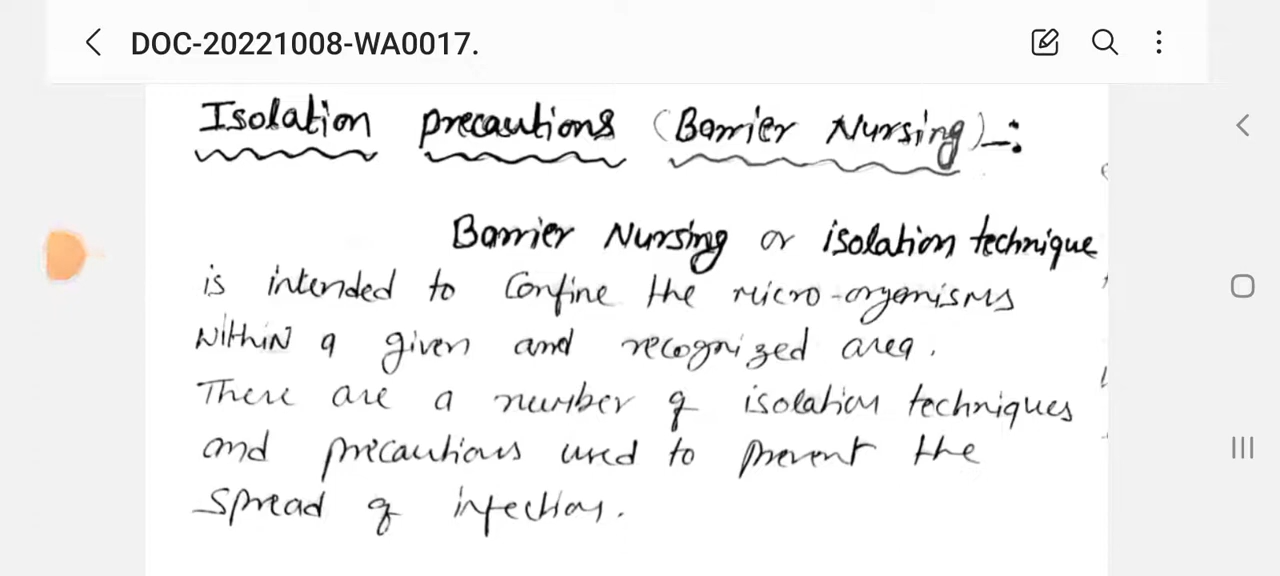 DOC-20221008-WA0017.
Isolation precautions (Barrier Nursing) -:
Barrier Nursing or isolation technique
is intended to Confine the micro-organisms
within a given and recognized area.
There are a number of isolation techniques
and precautions used to prevent the
spread of infection.